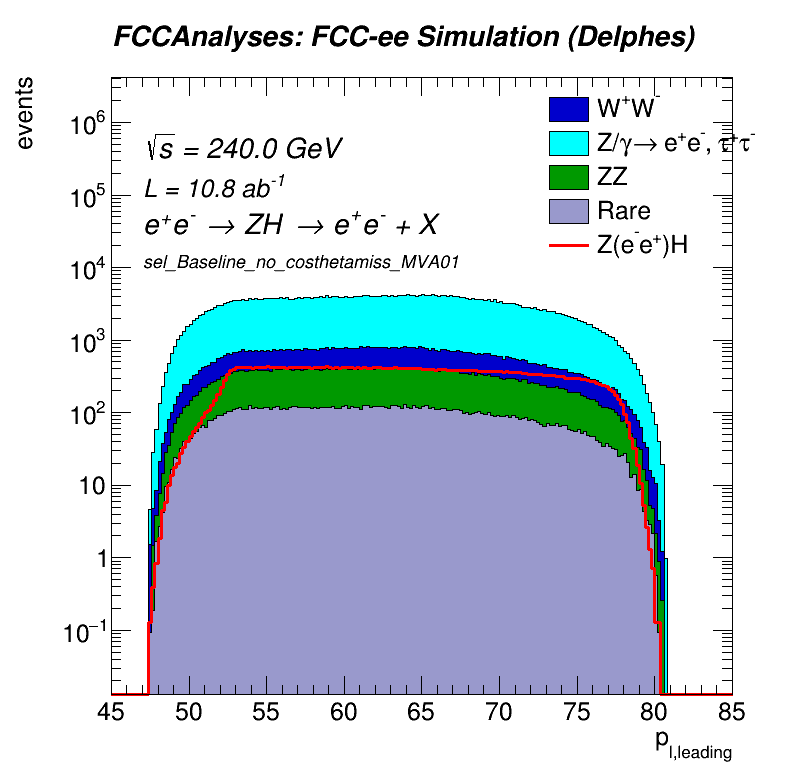 FCCAnalyses: FCC-ee Simulation (Delphes)
events
√s = 240.0 GeV
L = 10.8 ab⁻¹
e⁺e⁻ → ZH → e⁺e⁻ + X
sel_Baseline_no_costhetamiss_MVA01
W⁺W⁻
Z/γ→ e⁺e⁻, τ⁺τ⁻
ZZ
Rare
Z(e⁻e⁺)H
10⁶
10⁵
10⁴
10³
10²
10
1
10⁻¹
45 50 55 60 65 70 75 80 85
p_l,leading